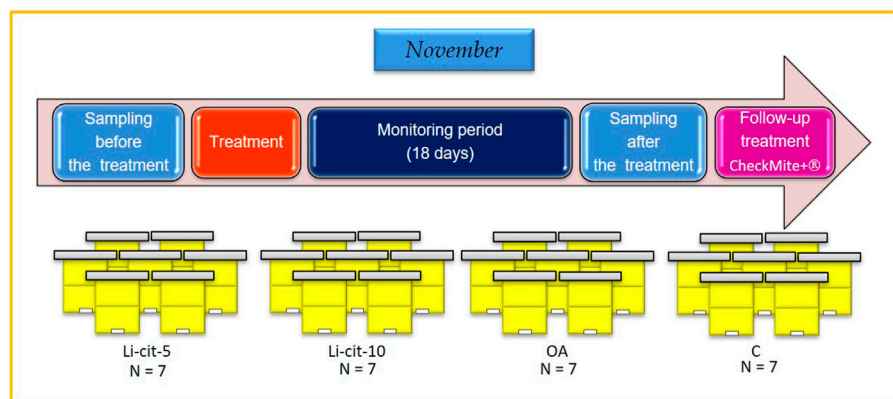 November
Sampling
before
the treatment
Treatment
Monitoring period
(18 days)
Sampling
after
the treatment
Follow-up
treatment
CheckMite+®
Li-cit-5
N = 7
Li-cit-10
N = 7
OA
N = 7
C
N = 7